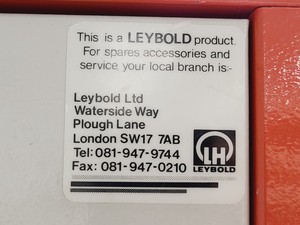 This is a LEYBOLD product.
For spares accessories and
service your local branch is:-
Leybold Ltd
Waterside Way
Plough Lane
London SW17 7AB
Tel: 081-947-9744
Fax: 081-947-0210
LH
LEYBOLD